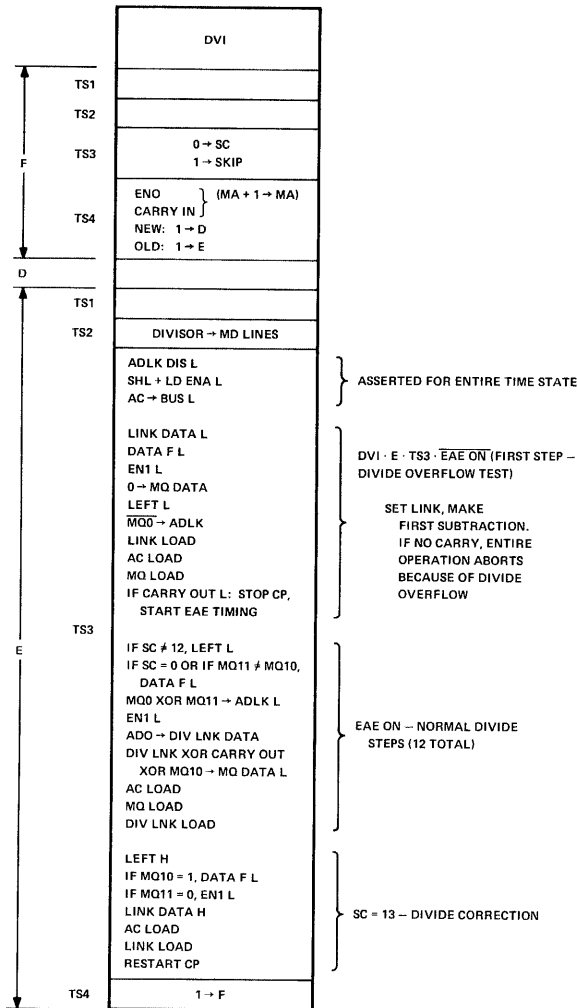 DVI
TS1
TS2
F
TS3
0 → SC
1 → SKIP
TS4
ENO
CARRY IN } (MA + 1 → MA)
NEW: 1 → D
OLD: 1 → E
D
E
TS1
TS2
DIVISOR → MD LINES
TS3
ADLK DIS L
SHL + LD ENA L
AC → BUS L
ASSERTED FOR ENTIRE TIME STATE
LINK DATA L
DATA F L
EN1 L
0 → MQ DATA
LEFT L
M̅Q̅0̅ → ADLK
LINK LOAD
AC LOAD
MQ LOAD
IF CARRY OUT L: STOP CP,
START EAE TIMING
DVI · E · TS3 · E̅A̅E̅ ̅O̅N̅ (FIRST STEP –
DIVIDE OVERFLOW TEST)
SET LINK, MAKE
FIRST SUBTRACTION.
IF NO CARRY, ENTIRE
OPERATION ABORTS
BECAUSE OF DIVIDE
OVERFLOW
IF SC ≠ 12, LEFT L
IF SC = 0 OR IF MQ11 ≠ MQ10,
DATA F L
MQ0 XOR MQ11 → ADLK L
EN1 L
ADO → DIV LNK DATA
DIV LNK XOR CARRY OUT
XOR MQ10 → MQ DATA L
AC LOAD
MQ LOAD
DIV LNK LOAD
EAE ON – NORMAL DIVIDE
STEPS (12 TOTAL)
LEFT H
IF MQ10 = 1, DATA F L
IF MQ11 = 0, EN1 L
LINK DATA H
AC LOAD
LINK LOAD
RESTART CP
SC = 13 – DIVIDE CORRECTION
TS4
1 → F